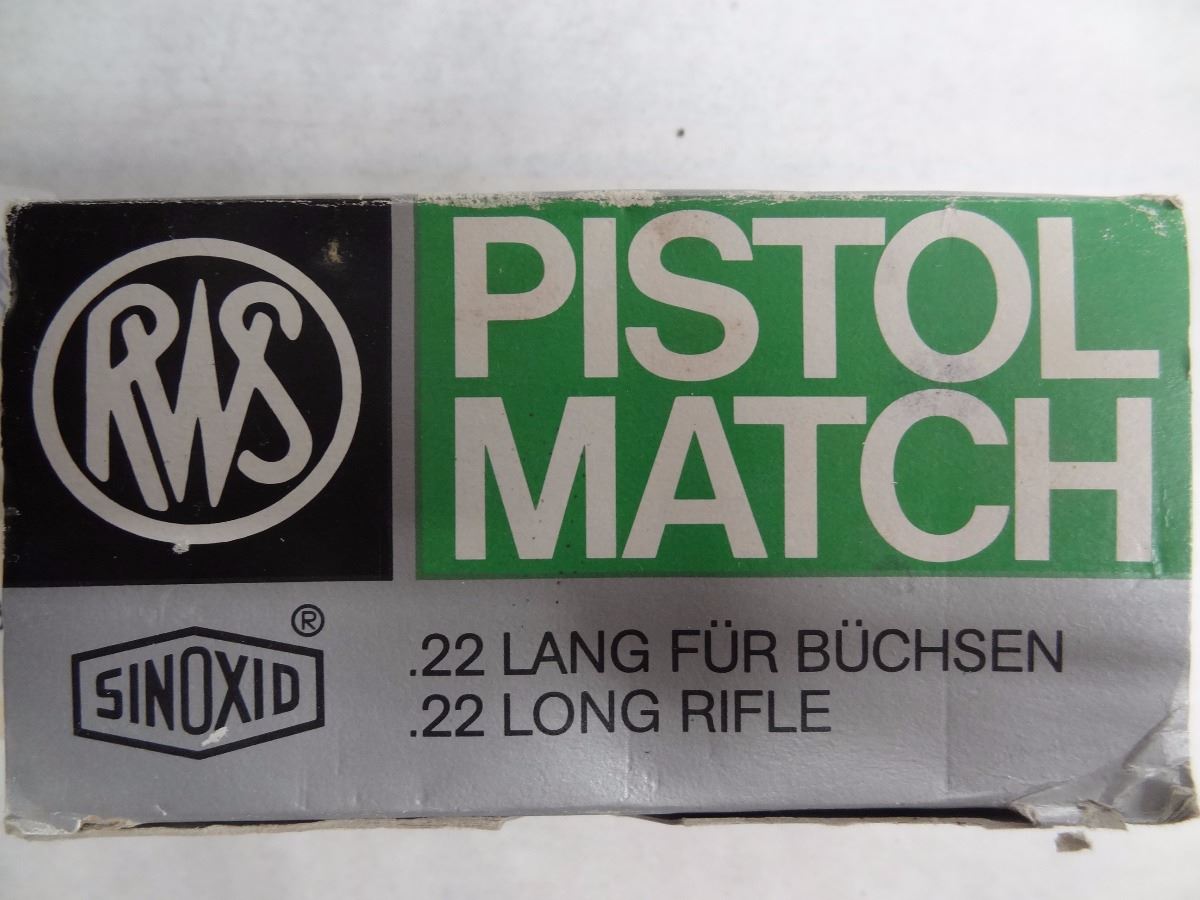 RWS
PISTOL
MATCH
SINOXID ®
.22 LANG FÜR BÜCHSEN
.22 LONG RIFLE